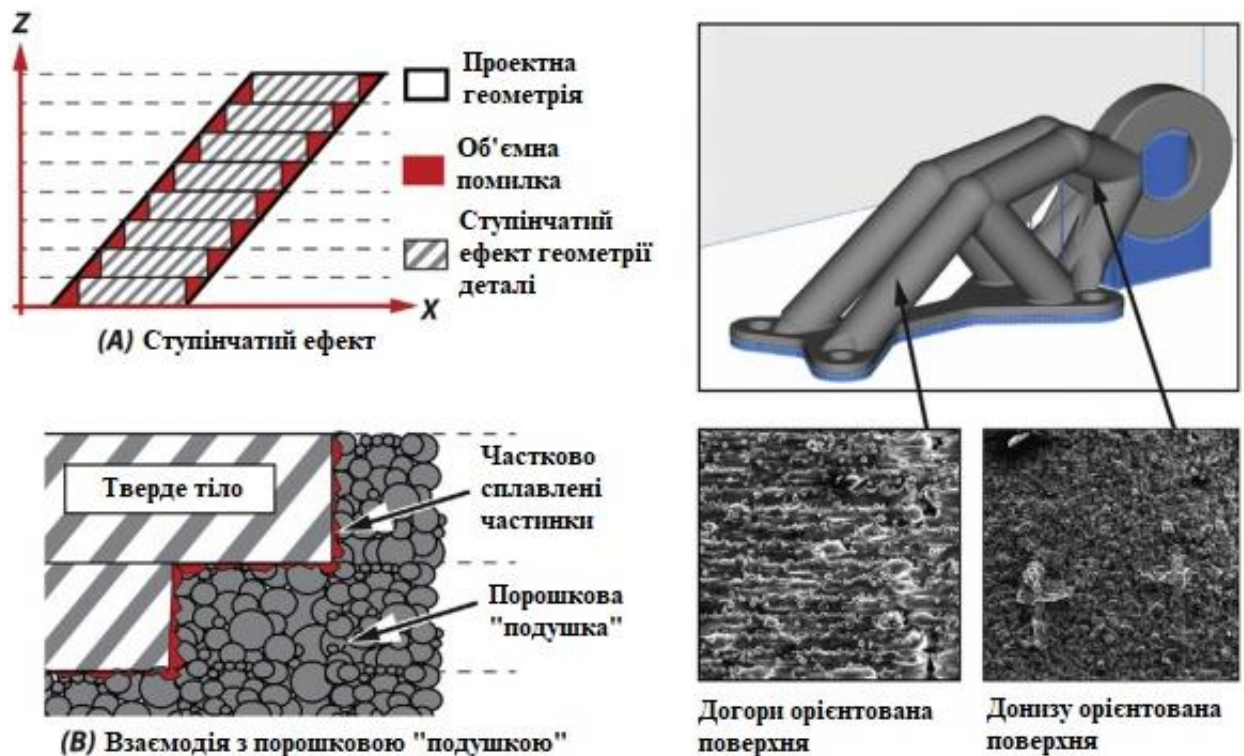 Z
Проектна
геометрія
Об'ємна
помилка
Ступінчатий
ефект геометрії
деталі
X
(A) Ступінчатий ефект
Тверде тіло
Частково
сплавлені
частинки
Порошкова
"подушка"
(B) Взаємодія з порошковою "подушкою"
Догори орієнтована
поверхня
Донизу орієнтована
поверхня